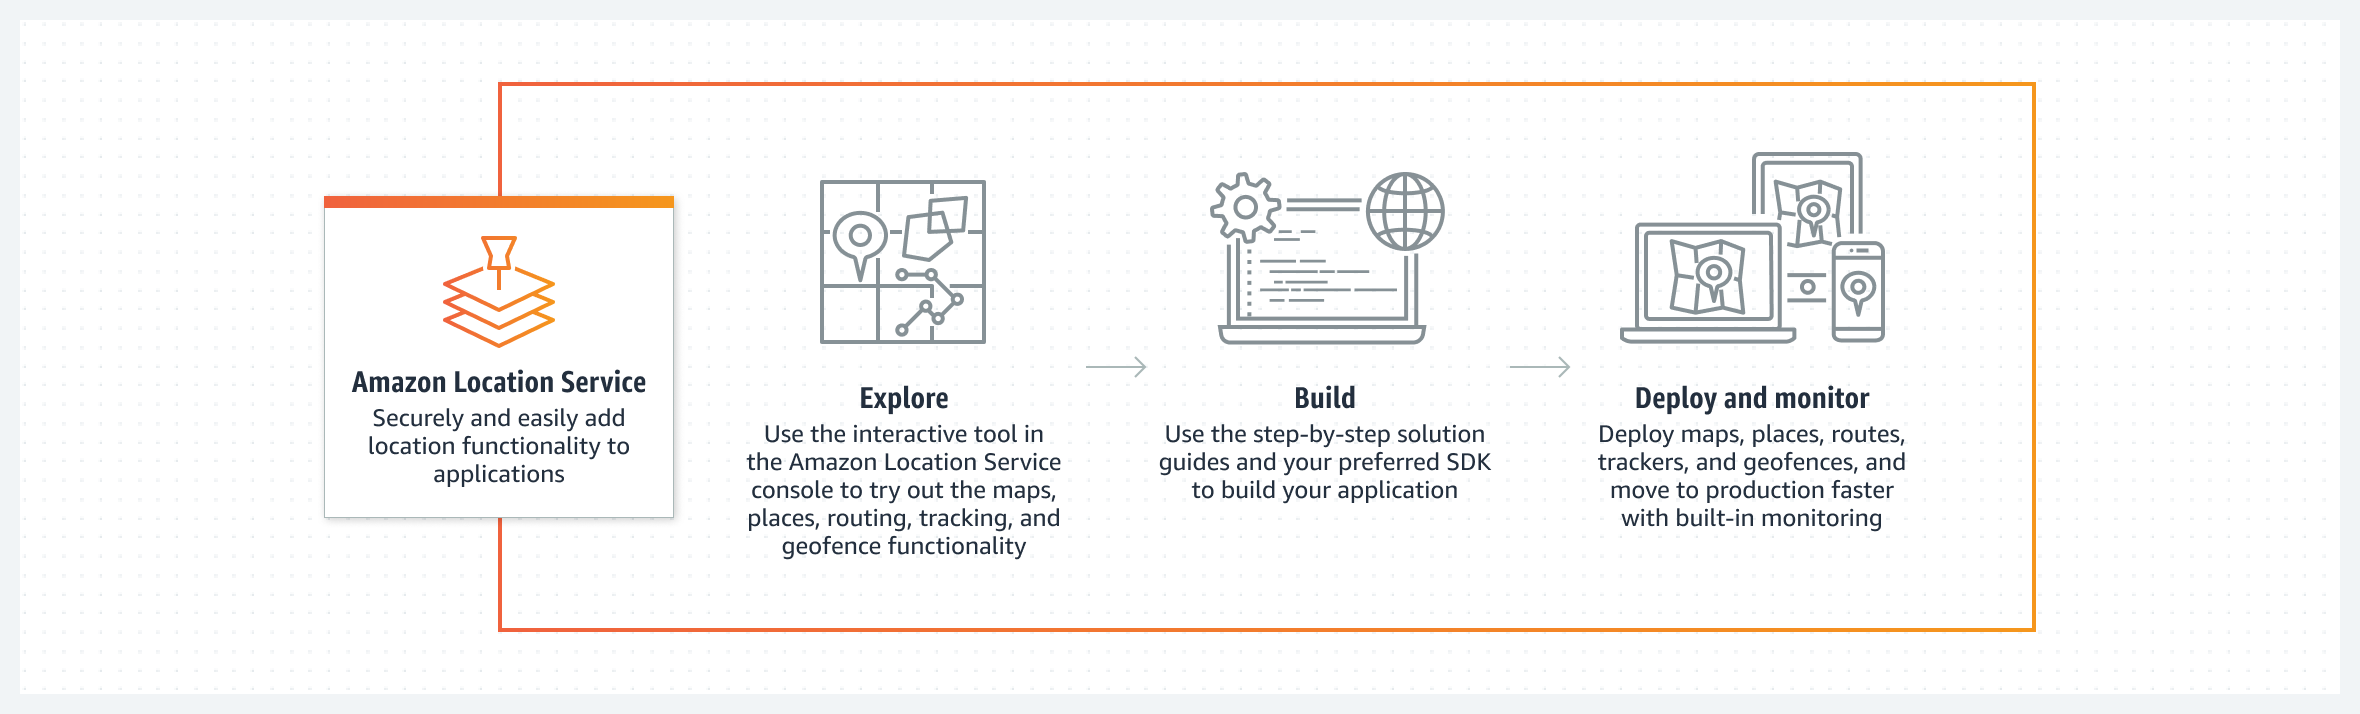 Amazon Location Service
Securely and easily add
location functionality to
applications
Explore
Use the interactive tool in
the Amazon Location Service
console to try out the maps,
places, routing, tracking, and
geofence functionality
Build
Use the step-by-step solution
guides and your preferred SDK
to build your application
Deploy and monitor
Deploy maps, places, routes,
trackers, and geofences, and
move to production faster
with built-in monitoring